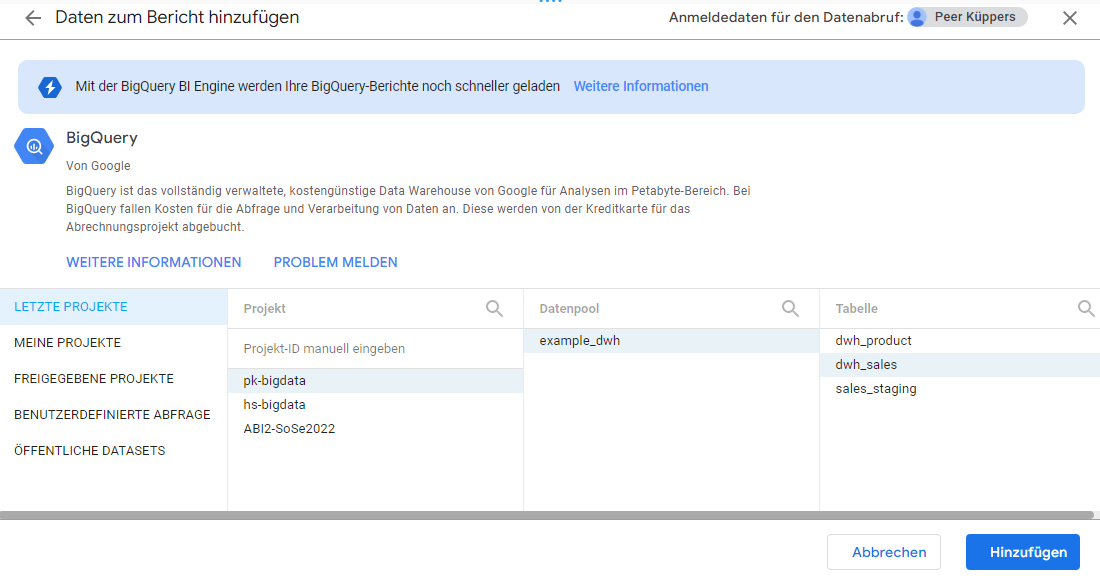 Daten zum Bericht hinzufügen
Anmeldedaten für den Datenabruf: Peer Küppers
Mit der BigQuery BI Engine werden Ihre BigQuery-Berichte noch schneller geladen Weitere Informationen
BigQuery
Von Google
BigQuery ist das vollständig verwaltete, kostengünstige Data Warehouse von Google für Analysen im Petabyte-Bereich. Bei
BigQuery fallen Kosten für die Abfrage und Verarbeitung von Daten an. Diese werden von der Kreditkarte für das
Abrechnungsprojekt abgebucht.
WEITERE INFORMATIONEN PROBLEM MELDEN
LETZTE PROJEKTE
MEINE PROJEKTE
FREIGEGEBENE PROJEKTE
BENUTZERDEFINIERTE ABFRAGE
ÖFFENTLICHE DATASETS
Projekt
Projekt-ID manuell eingeben
pk-bigdata
hs-bigdata
ABI2-SoSe2022
Datenpool
example_dwh
Tabelle
dwh_product
dwh_sales
sales_staging
Abbrechen
Hinzufügen